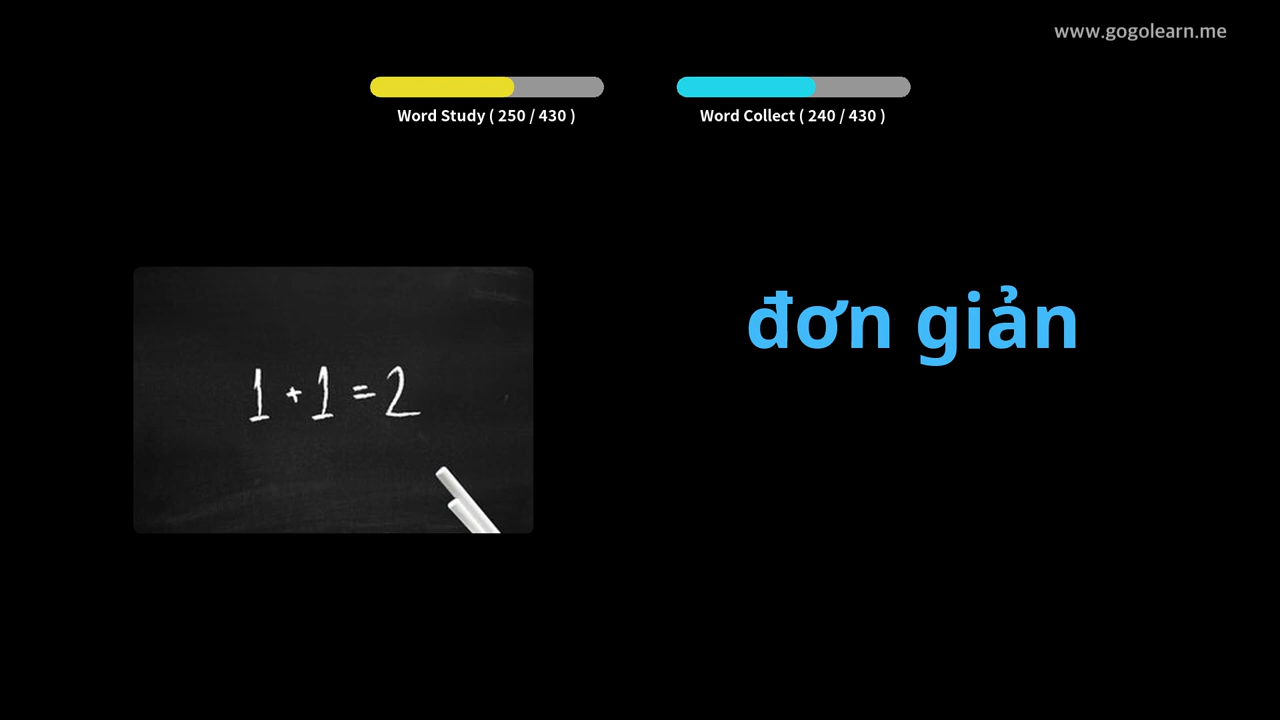 www.gogolearn.me
Word Study ( 250 / 430 )
Word Collect ( 240 / 430 )
đơn giản
1 + 1 = 2